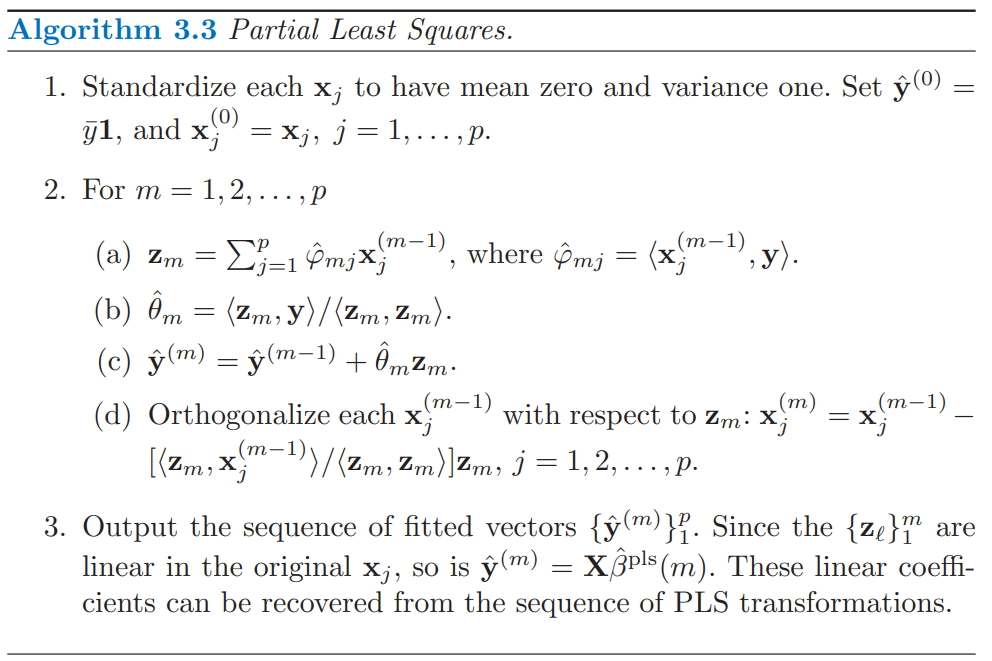 Algorithm 3.3 Partial Least Squares.
1. Standardize each $\mathbf{x}_j$ to have mean zero and variance one. Set $\hat{\mathbf{y}}^{(0)} =$
$\bar{y}\mathbf{1}$, and $\mathbf{x}_j^{(0)} = \mathbf{x}_j$, $j = 1, \ldots, p$.
2. For $m = 1, 2, \ldots, p$
(a) $\mathbf{z}_m = \sum_{j=1}^{p} \hat{\varphi}_{mj}\mathbf{x}_j^{(m-1)}$, where $\hat{\varphi}_{mj} = \langle \mathbf{x}_j^{(m-1)}, \mathbf{y} \rangle$.
(b) $\hat{\theta}_m = \langle \mathbf{z}_m, \mathbf{y} \rangle / \langle \mathbf{z}_m, \mathbf{z}_m \rangle$.
(c) $\hat{\mathbf{y}}^{(m)} = \hat{\mathbf{y}}^{(m-1)} + \hat{\theta}_m \mathbf{z}_m$.
(d) Orthogonalize each $\mathbf{x}_j^{(m-1)}$ with respect to $\mathbf{z}_m$: $\mathbf{x}_j^{(m)} = \mathbf{x}_j^{(m-1)} -$
$[\langle \mathbf{z}_m, \mathbf{x}_j^{(m-1)} \rangle / \langle \mathbf{z}_m, \mathbf{z}_m \rangle]\mathbf{z}_m$, $j = 1, 2, \ldots, p$.
3. Output the sequence of fitted vectors $\{\hat{\mathbf{y}}^{(m)}\}_1^p$. Since the $\{\mathbf{z}_\ell\}_1^m$ are
linear in the original $\mathbf{x}_j$, so is $\hat{\mathbf{y}}^{(m)} = \mathbf{X}\hat{\beta}^{\mathrm{pls}}(m)$. These linear coeffi-
cients can be recovered from the sequence of PLS transformations.